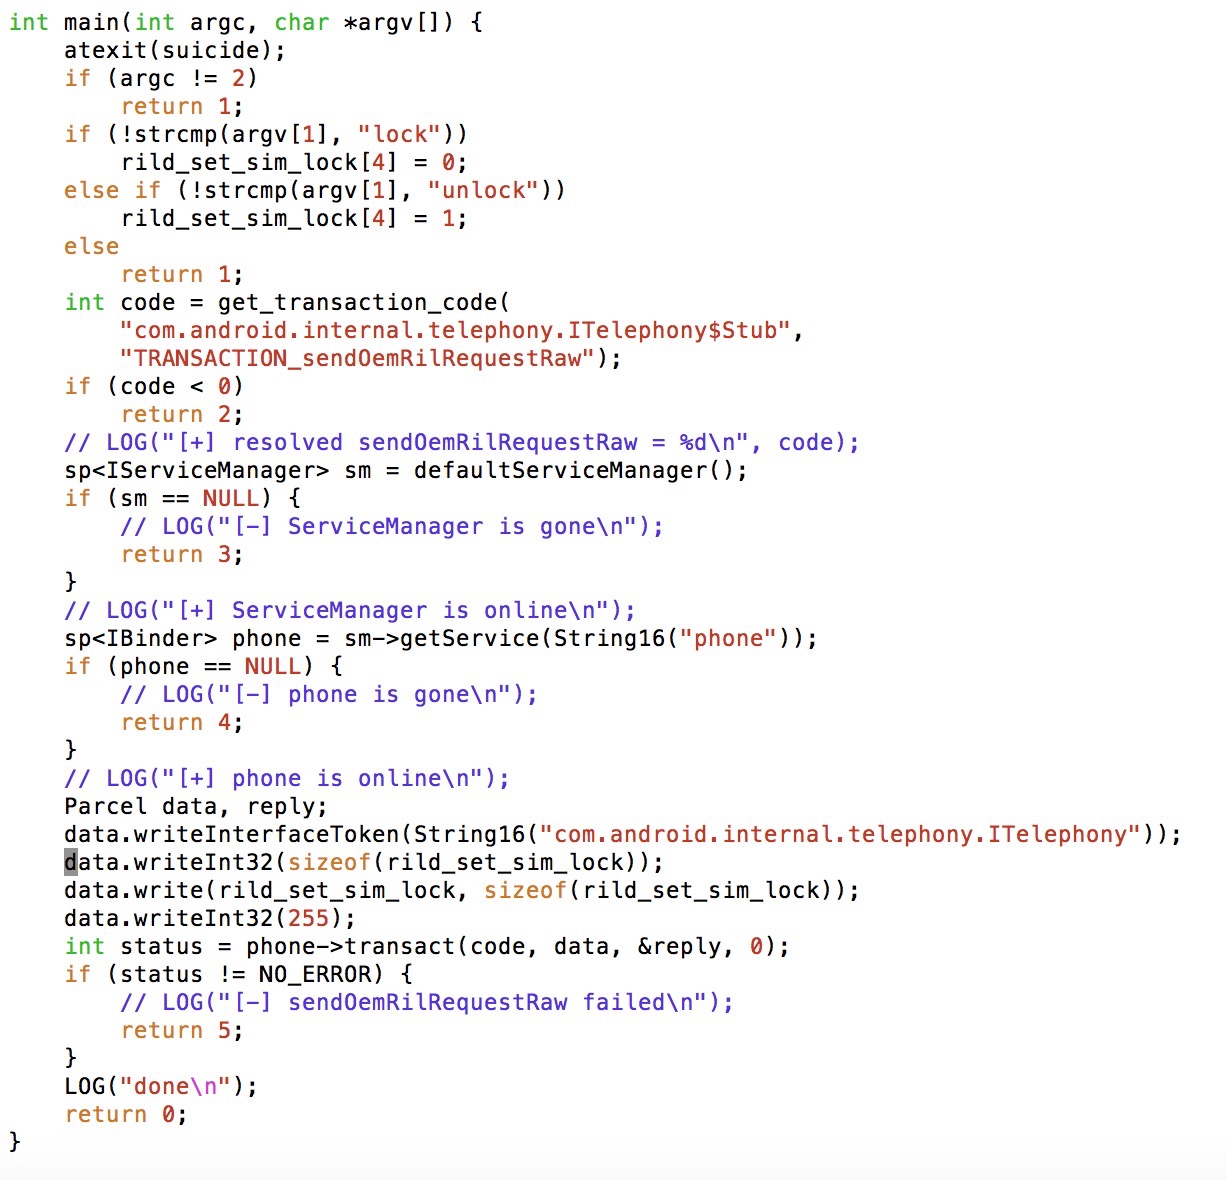 int main(int argc, char *argv[]) {
    atexit(suicide);
    if (argc != 2)
        return 1;
    if (!strcmp(argv[1], "lock"))
        rild_set_sim_lock[4] = 0;
    else if (!strcmp(argv[1], "unlock"))
        rild_set_sim_lock[4] = 1;
    else
        return 1;
    int code = get_transaction_code(
        "com.android.internal.telephony.ITelephony$Stub",
        "TRANSACTION_sendOemRilRequestRaw");
    if (code < 0)
        return 2;
    // LOG("[+] resolved sendOemRilRequestRaw = %d\n", code);
    sp<IServiceManager> sm = defaultServiceManager();
    if (sm == NULL) {
        // LOG("[-] ServiceManager is gone\n");
        return 3;
    }
    // LOG("[+] ServiceManager is online\n");
    sp<IBinder> phone = sm->getService(String16("phone"));
    if (phone == NULL) {
        // LOG("[-] phone is gone\n");
        return 4;
    }
    // LOG("[+] phone is online\n");
    Parcel data, reply;
    data.writeInterfaceToken(String16("com.android.internal.telephony.ITelephony"));
    data.writeInt32(sizeof(rild_set_sim_lock));
    data.write(rild_set_sim_lock, sizeof(rild_set_sim_lock));
    data.writeInt32(255);
    int status = phone->transact(code, data, &reply, 0);
    if (status != NO_ERROR) {
        // LOG("[-] sendOemRilRequestRaw failed\n");
        return 5;
    }
    LOG("done\n");
    return 0;
}